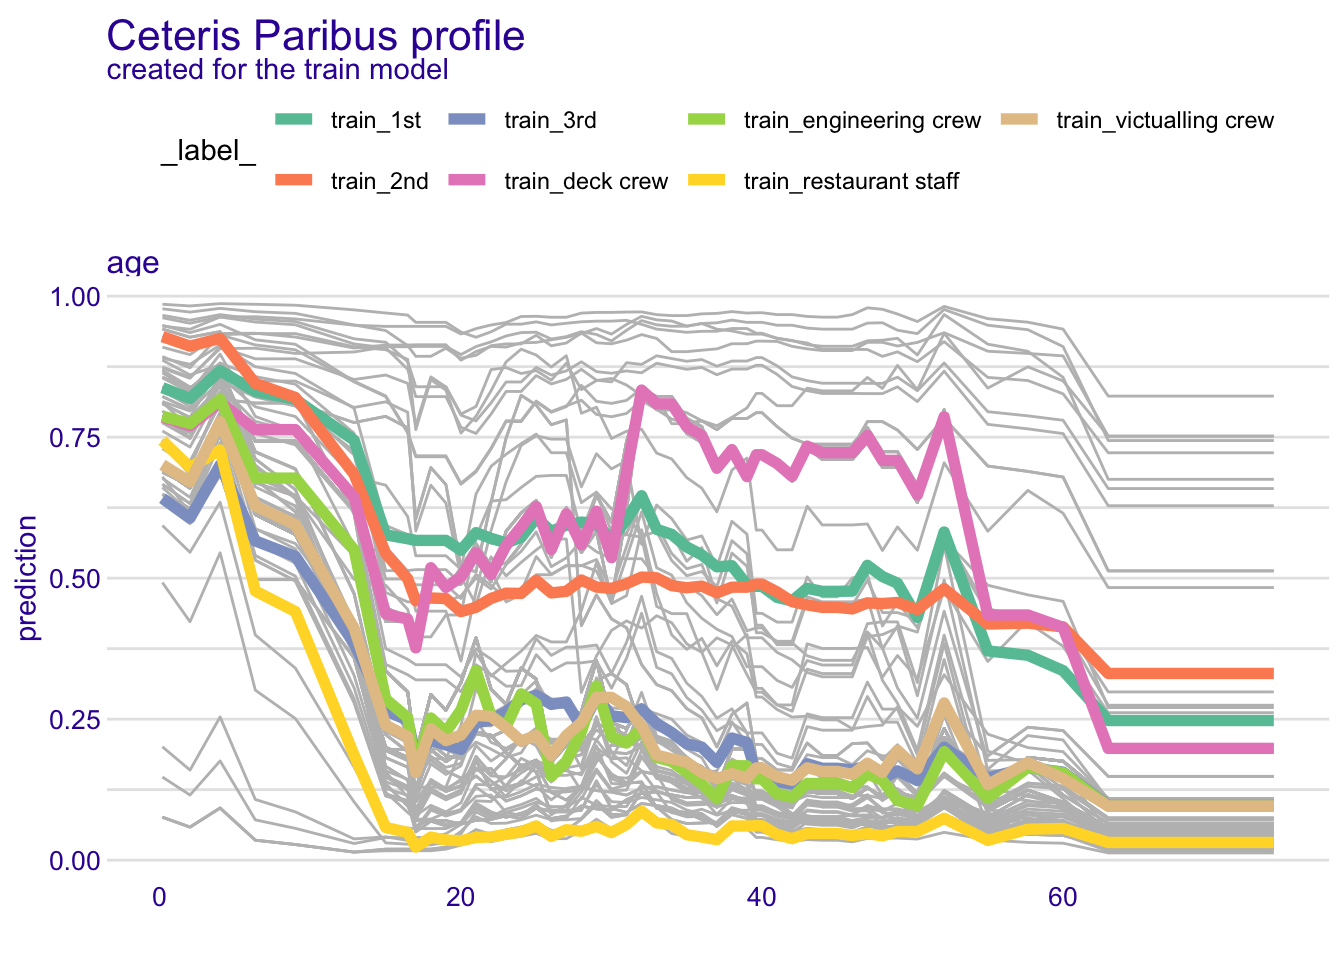 Ceteris Paribus profile
created for the train model
_label_
train_1st train_3rd train_engineering crew train_victualling crew
train_2nd train_deck crew train_restaurant staff
age
1.00
0.75
0.50
0.25
0.00
prediction
0 20 40 60